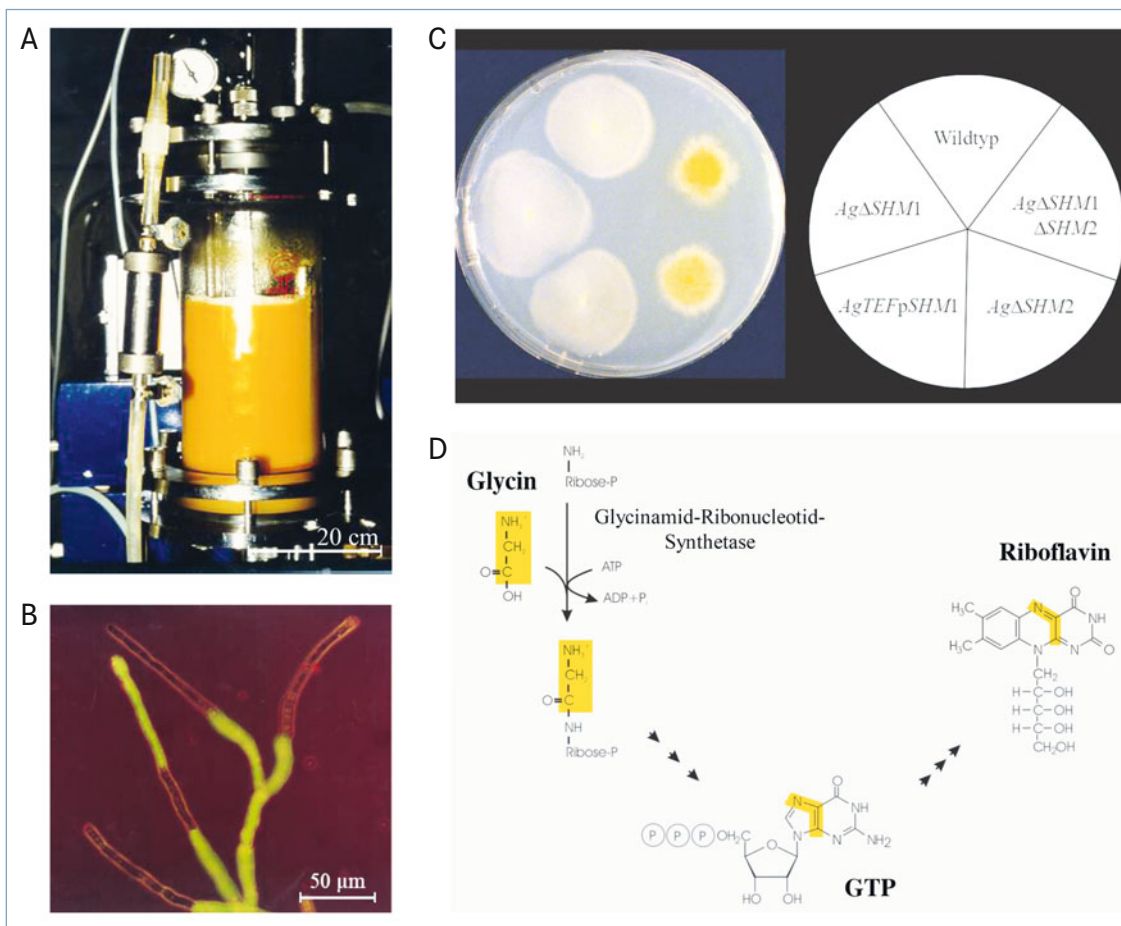 A
20 cm
B
50 µm
C
Wildtyp
AgΔSHM1
AgΔSHM1
ΔSHM2
AgTEFpSHM1
AgΔSHM2
D
NH₂
Ribose-P
Glycin
NH₃⁺
CH₂
O=C
OH
Glycinamid-Ribonucleotid-
Synthetase
ATP
ADP+Pᵢ
NH₃⁺
CH₂
O=C
NH
Ribose-P
P P P OH₂C
O
N
NH
N
N
NH₂
O
HO OH
GTP
Riboflavin
O
H₃C
N
NH
H₃C
N
N
O
CH₂
H-C-OH
H-C-OH
H-C-OH
CH₂OH